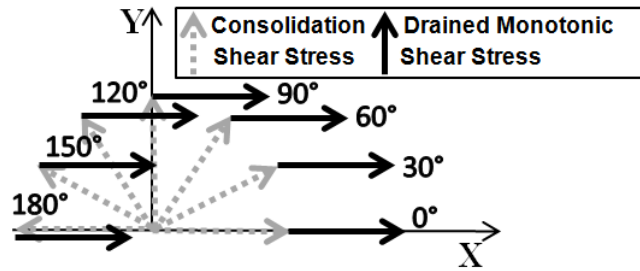 Y
Consolidation Shear Stress
Drained Monotonic Shear Stress
120°
90°
60°
150°
30°
180°
0°
X